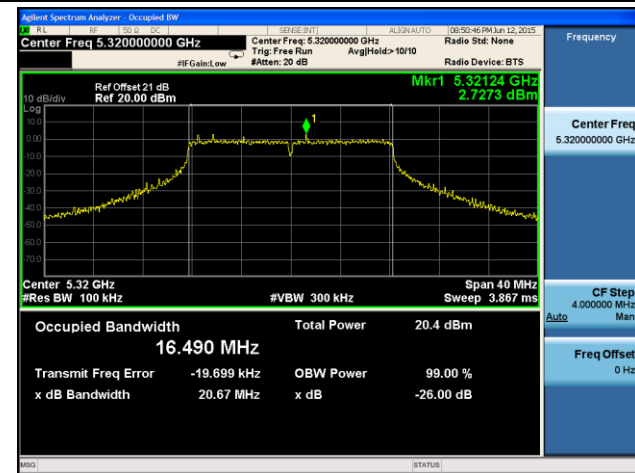 Agilent Spectrum Analyzer - Occupied BW
RL RF 50 Ω DC SENSE:INT ALIGN AUTO 08:50:46 PM Jun 12, 2015
Center Freq 5.320000000 GHz Center Freq: 5.320000000 GHz Radio Std: None
Trig: Free Run Avg|Hold:> 10/10
#IFGain:Low #Atten: 20 dB Radio Device: BTS
Frequency
Ref Offset 21 dB
10 dB/div Ref 20.00 dBm
Mkr1 5.32124 GHz
2.7273 dBm
Log
10.0
0.00
-10.0
-20.0
-30.0
-40.0
-50.0
-60.0
-70.0
1
Center 5.32 GHz Span 40 MHz
#Res BW 100 kHz #VBW 300 kHz Sweep 3.867 ms
Occupied Bandwidth Total Power 20.4 dBm
16.490 MHz
Transmit Freq Error -19.699 kHz OBW Power 99.00 %
x dB Bandwidth 20.67 MHz x dB -26.00 dB
Center Freq
5.320000000 GHz
CF Step
4.000000 MHz
Auto Man
Freq Offset
0 Hz
MSG STATUS